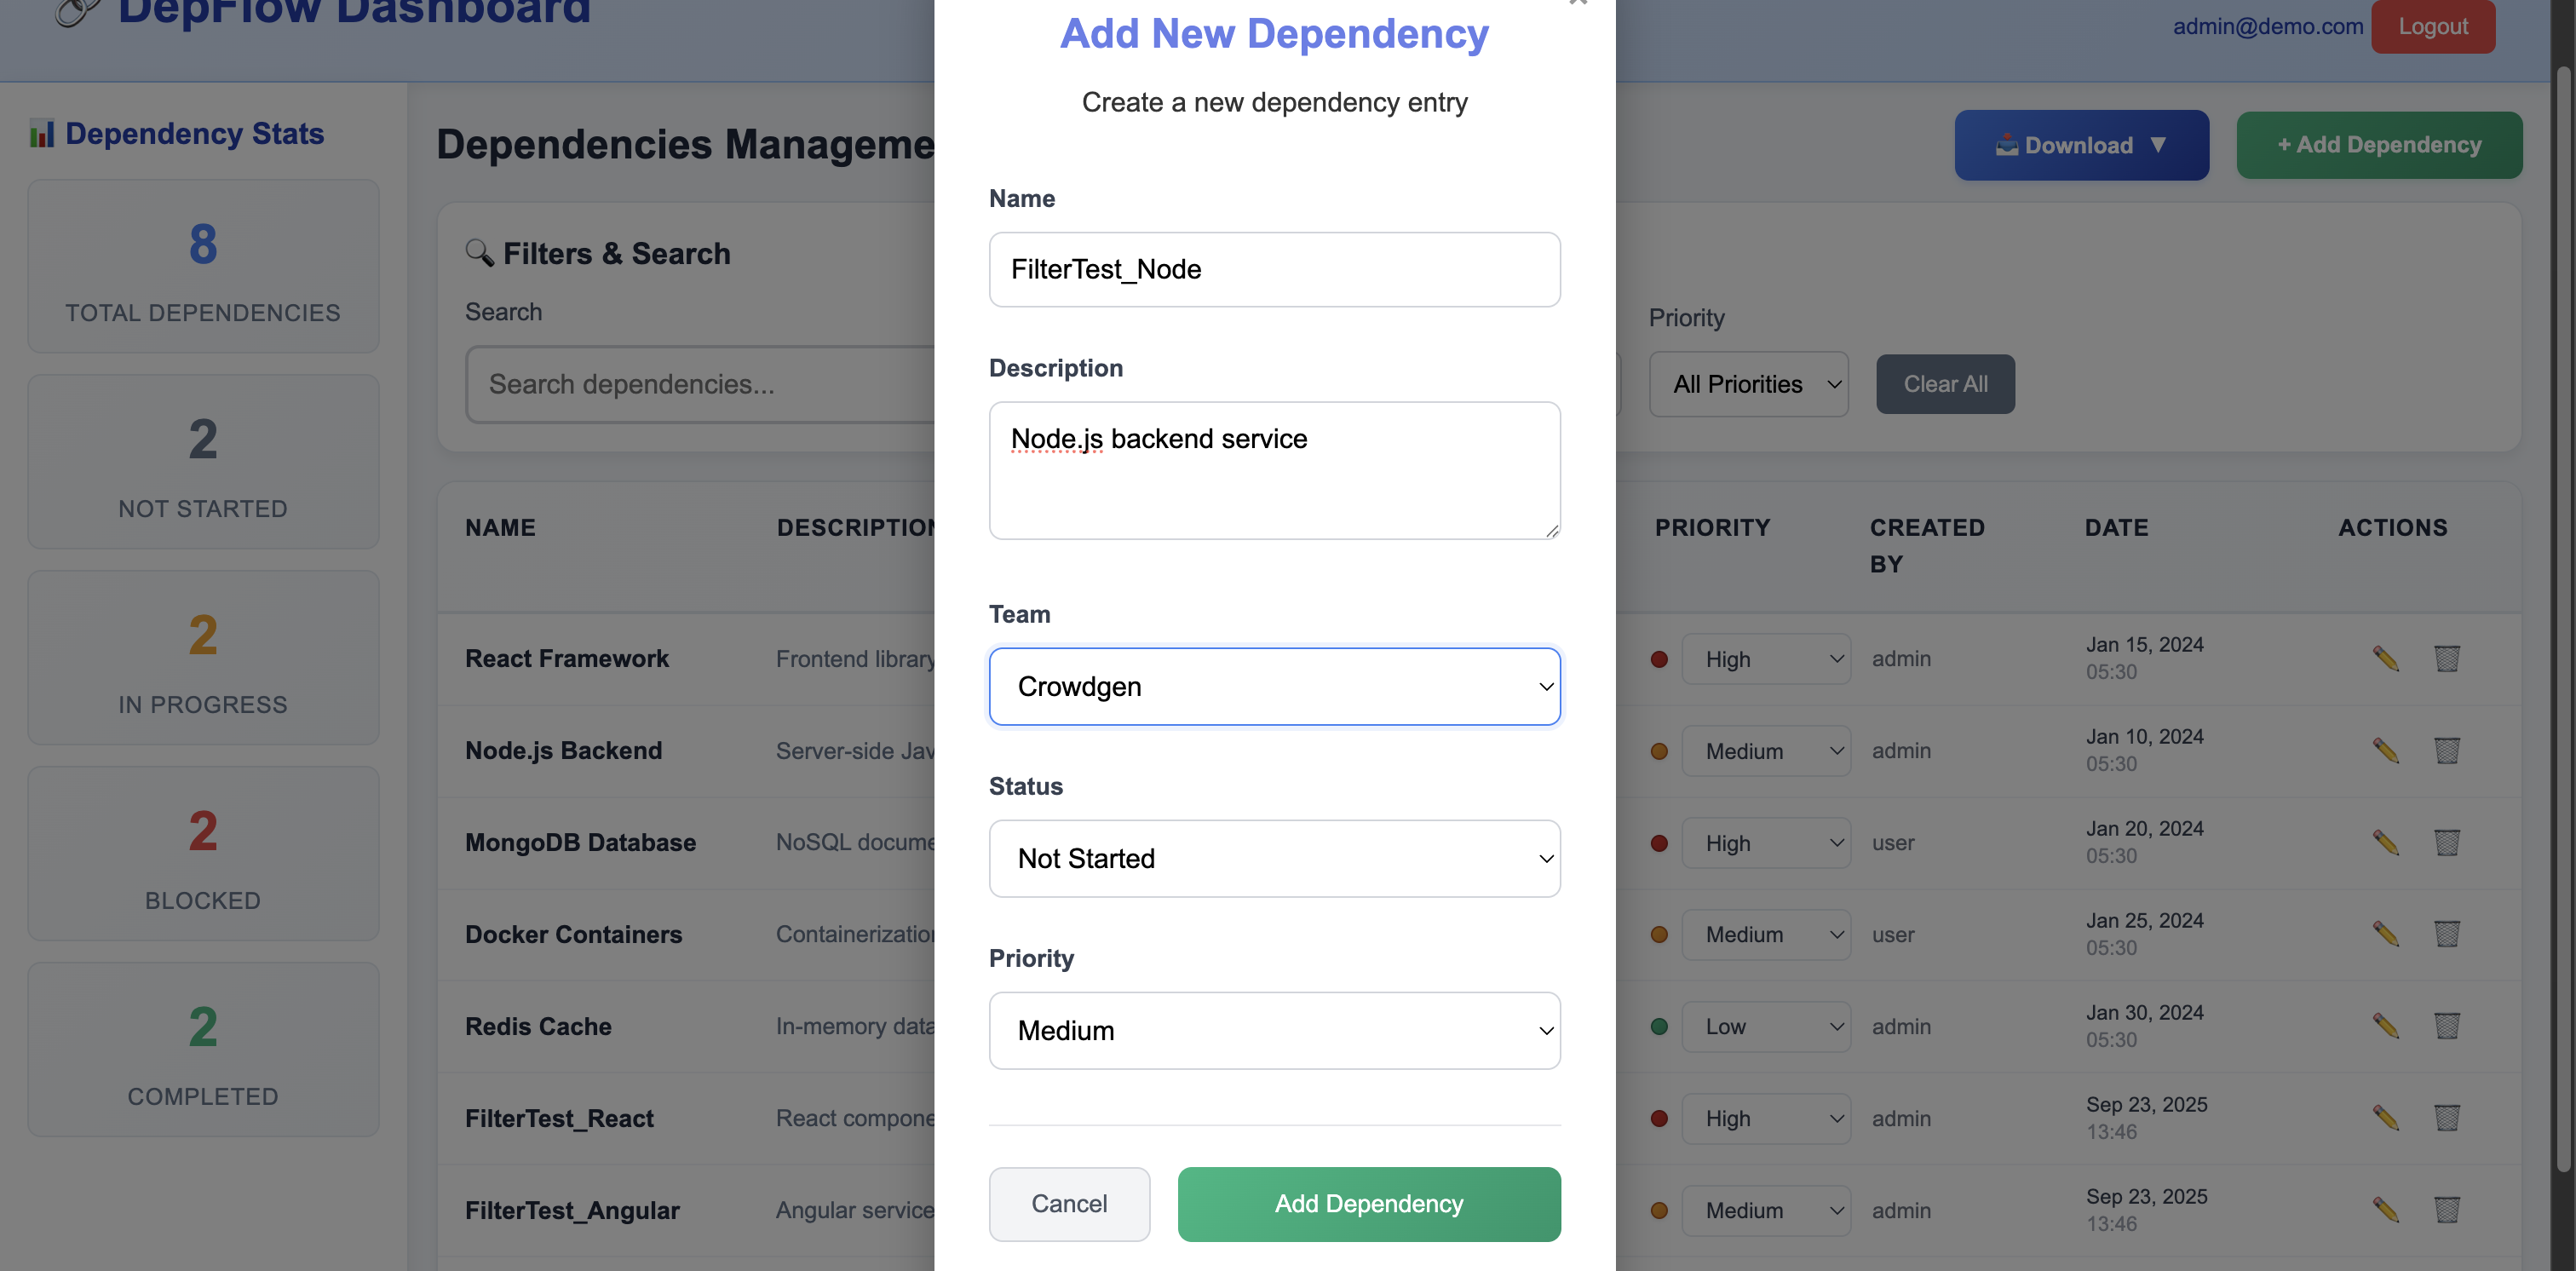 DepFlow Dashboard
admin@demo.com
Logout
Dependency Stats
8
TOTAL DEPENDENCIES
2
NOT STARTED
2
IN PROGRESS
2
BLOCKED
2
COMPLETED
Dependencies Manageme
Download ▼
+ Add Dependency
Filters & Search
Search
Search dependencies...
Priority
All Priorities
Clear All
NAME DESCRIPTION PRIORITY CREATED BY DATE ACTIONS
React Framework Frontend library High admin Jan 15, 2024 05:30
Node.js Backend Server-side Jav Medium admin Jan 10, 2024 05:30
MongoDB Database NoSQL docume High user Jan 20, 2024 05:30
Docker Containers Containerization Medium user Jan 25, 2024 05:30
Redis Cache In-memory data Low admin Jan 30, 2024 05:30
FilterTest_React React compone High admin Sep 23, 2025 13:46
FilterTest_Angular Angular service Medium admin Sep 23, 2025 13:46
Add New Dependency
Create a new dependency entry
Name
FilterTest_Node
Description
Node.js backend service
Team
Crowdgen
Status
Not Started
Priority
Medium
Cancel
Add Dependency